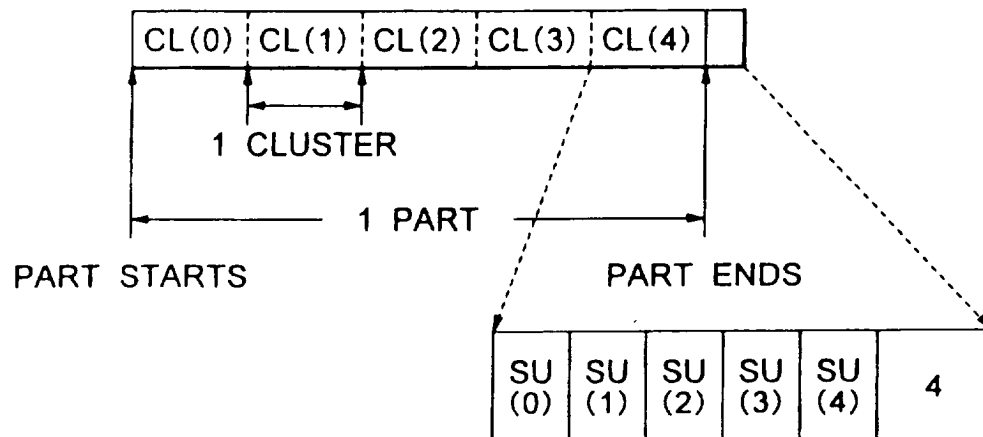 CL(0) CL(1) CL(2) CL(3) CL(4)
1 CLUSTER
1 PART
PART STARTS PART ENDS
SU SU SU SU SU
(0) (1) (2) (3) (4) 4